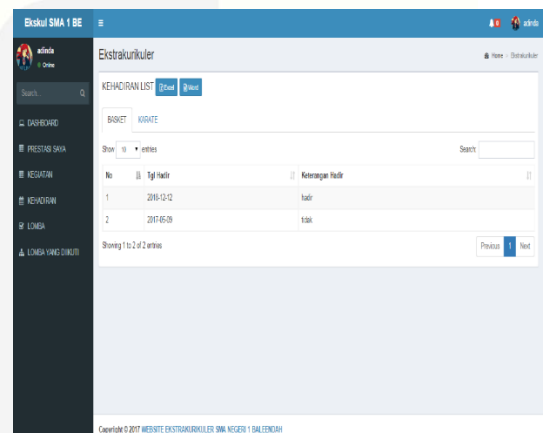 Ekskul SMA 1 BE
adinda
adinda
Online
Search...
DASHBOARD
PRESTASI SAYA
KEGIATAN
KEHADIRAN
LOMBA
LOMBA YANG DIIKUTI
Ekstrakurikuler
Home > Ekstrakurikuler
KEHADIRAN LIST Excel Word
BASKET KARATE
Show 10 entries Search:
No Tgl Hadir Keterangan Hadir
1 2018-12-12 hadir
2 2017-05-09 tidak
Showing 1 to 2 of 2 entries Previous 1 Next
Copyright © 2017 WEBSITE EKSTRAKURIKULER SMA NEGERI 1 BALEENDAH